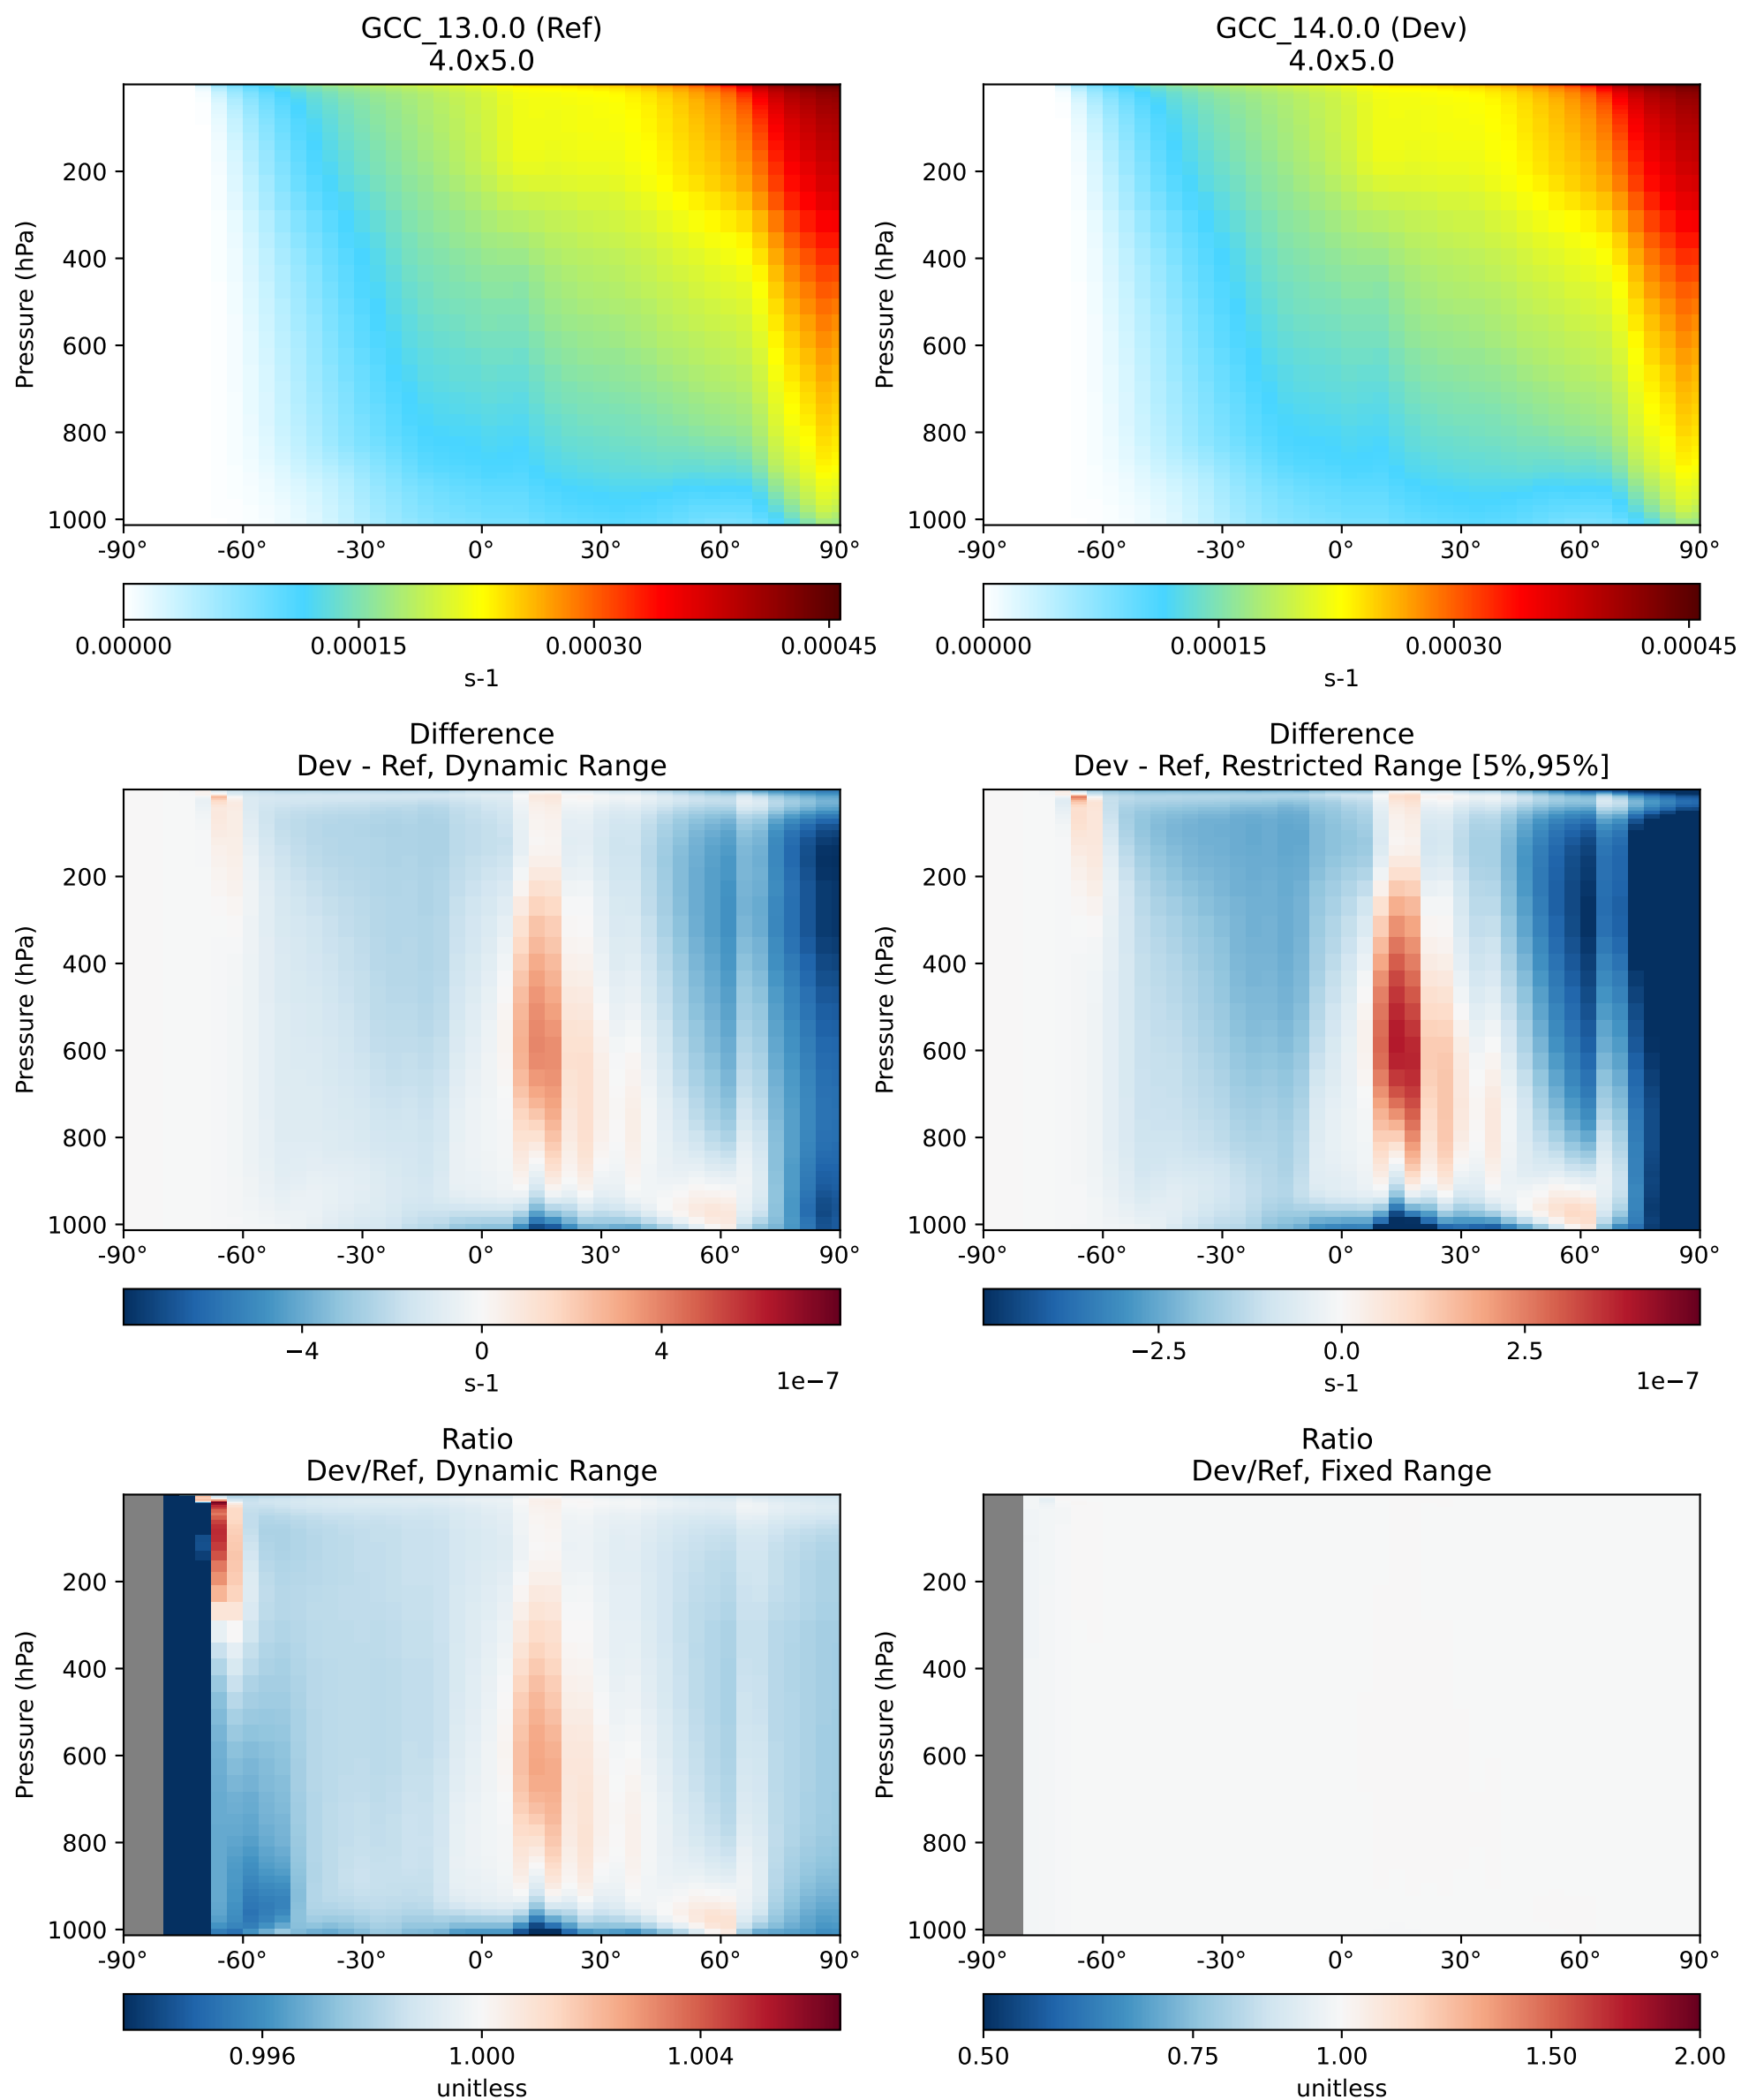 GCC_13.0.0 (Ref)
4.0x5.0
GCC_14.0.0 (Dev)
4.0x5.0
Pressure (hPa)
200
400
600
800
1000
-90° -60° -30° 0° 30° 60° 90°
0.00000 0.00015 0.00030 0.00045
s-1
Pressure (hPa)
200
400
600
800
1000
-90° -60° -30° 0° 30° 60° 90°
0.00000 0.00015 0.00030 0.00045
s-1
Difference
Dev - Ref, Dynamic Range
Pressure (hPa)
200
400
600
800
1000
-90° -60° -30° 0° 30° 60° 90°
−4 0 4
s-1 1e−7
Difference
Dev - Ref, Restricted Range [5%,95%]
Pressure (hPa)
200
400
600
800
1000
-90° -60° -30° 0° 30° 60° 90°
−2.5 0.0 2.5
s-1 1e−7
Ratio
Dev/Ref, Dynamic Range
Pressure (hPa)
200
400
600
800
1000
-90° -60° -30° 0° 30° 60° 90°
0.996 1.000 1.004
unitless
Ratio
Dev/Ref, Fixed Range
Pressure (hPa)
200
400
600
800
1000
-90° -60° -30° 0° 30° 60° 90°
0.50 0.75 1.00 1.50 2.00
unitless